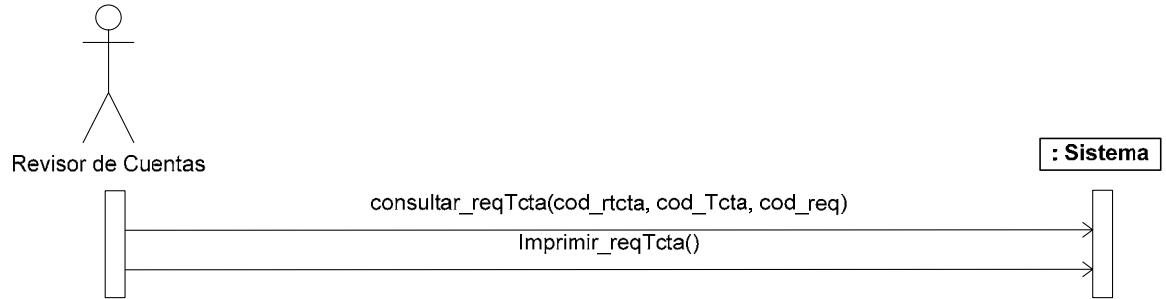 Revisor de Cuentas
: Sistema
consultar_reqTcta(cod_rtcta, cod_Tcta, cod_req)
Imprimir_reqTcta()